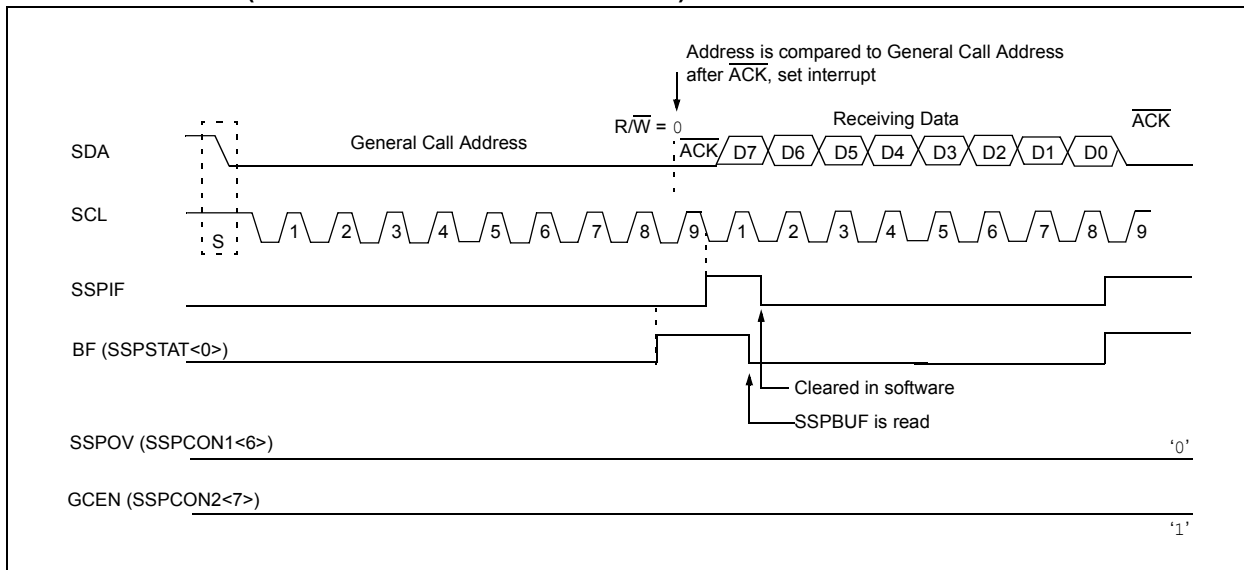 Address is compared to General Call Address
after ACK, set interrupt
R/W = 0
Receiving Data
ACK
General Call Address
SDA
ACK
D7 D6 D5 D4 D3 D2 D1 D0
SCL
S
1 2 3 4 5 6 7 8 9 1 2 3 4 5 6 7 8 9
SSPIF
BF (SSPSTAT<0>)
Cleared in software
SSPBUF is read
SSPOV (SSPCON1<6>)
‘0’
GCEN (SSPCON2<7>)
‘1’